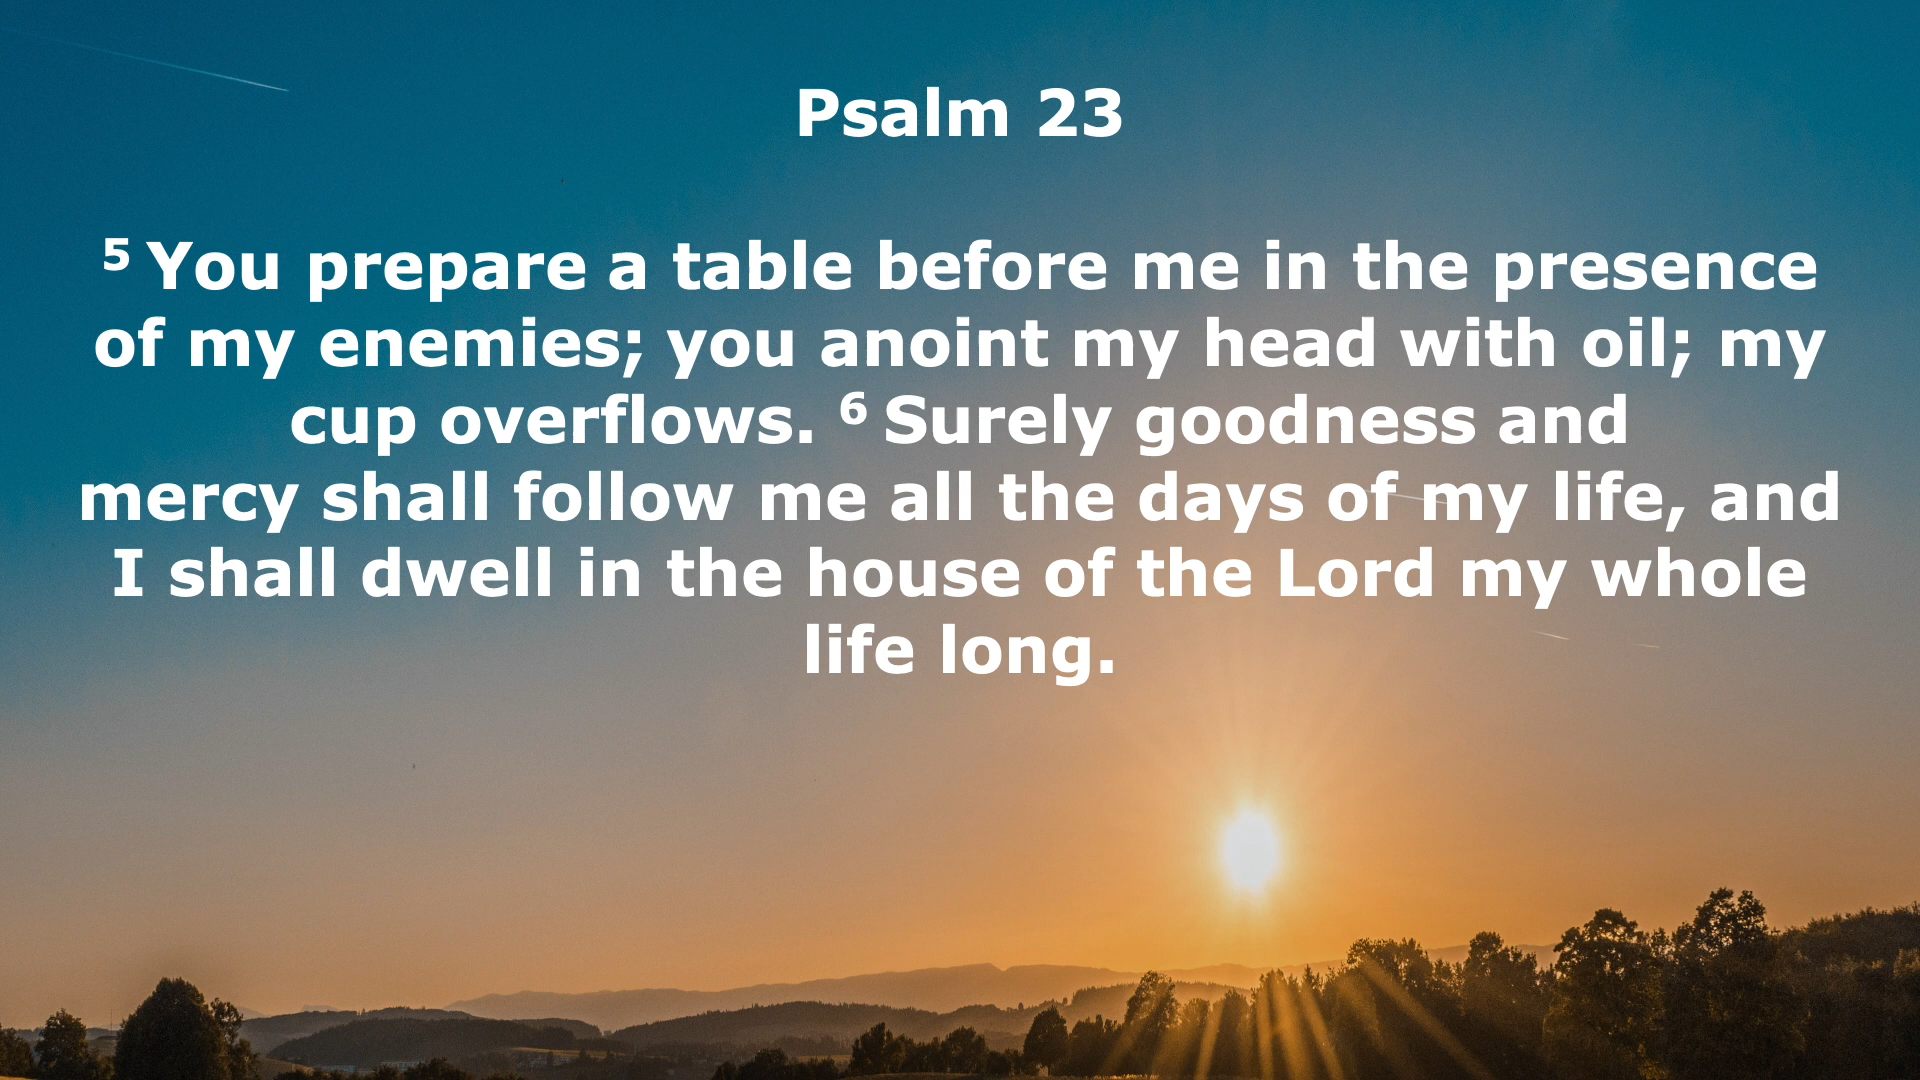 Psalm 23
⁵ You prepare a table before me in the presence
of my enemies; you anoint my head with oil; my
cup overflows. ⁶ Surely goodness and
mercy shall follow me all the days of my life, and
I shall dwell in the house of the Lord my whole
life long.